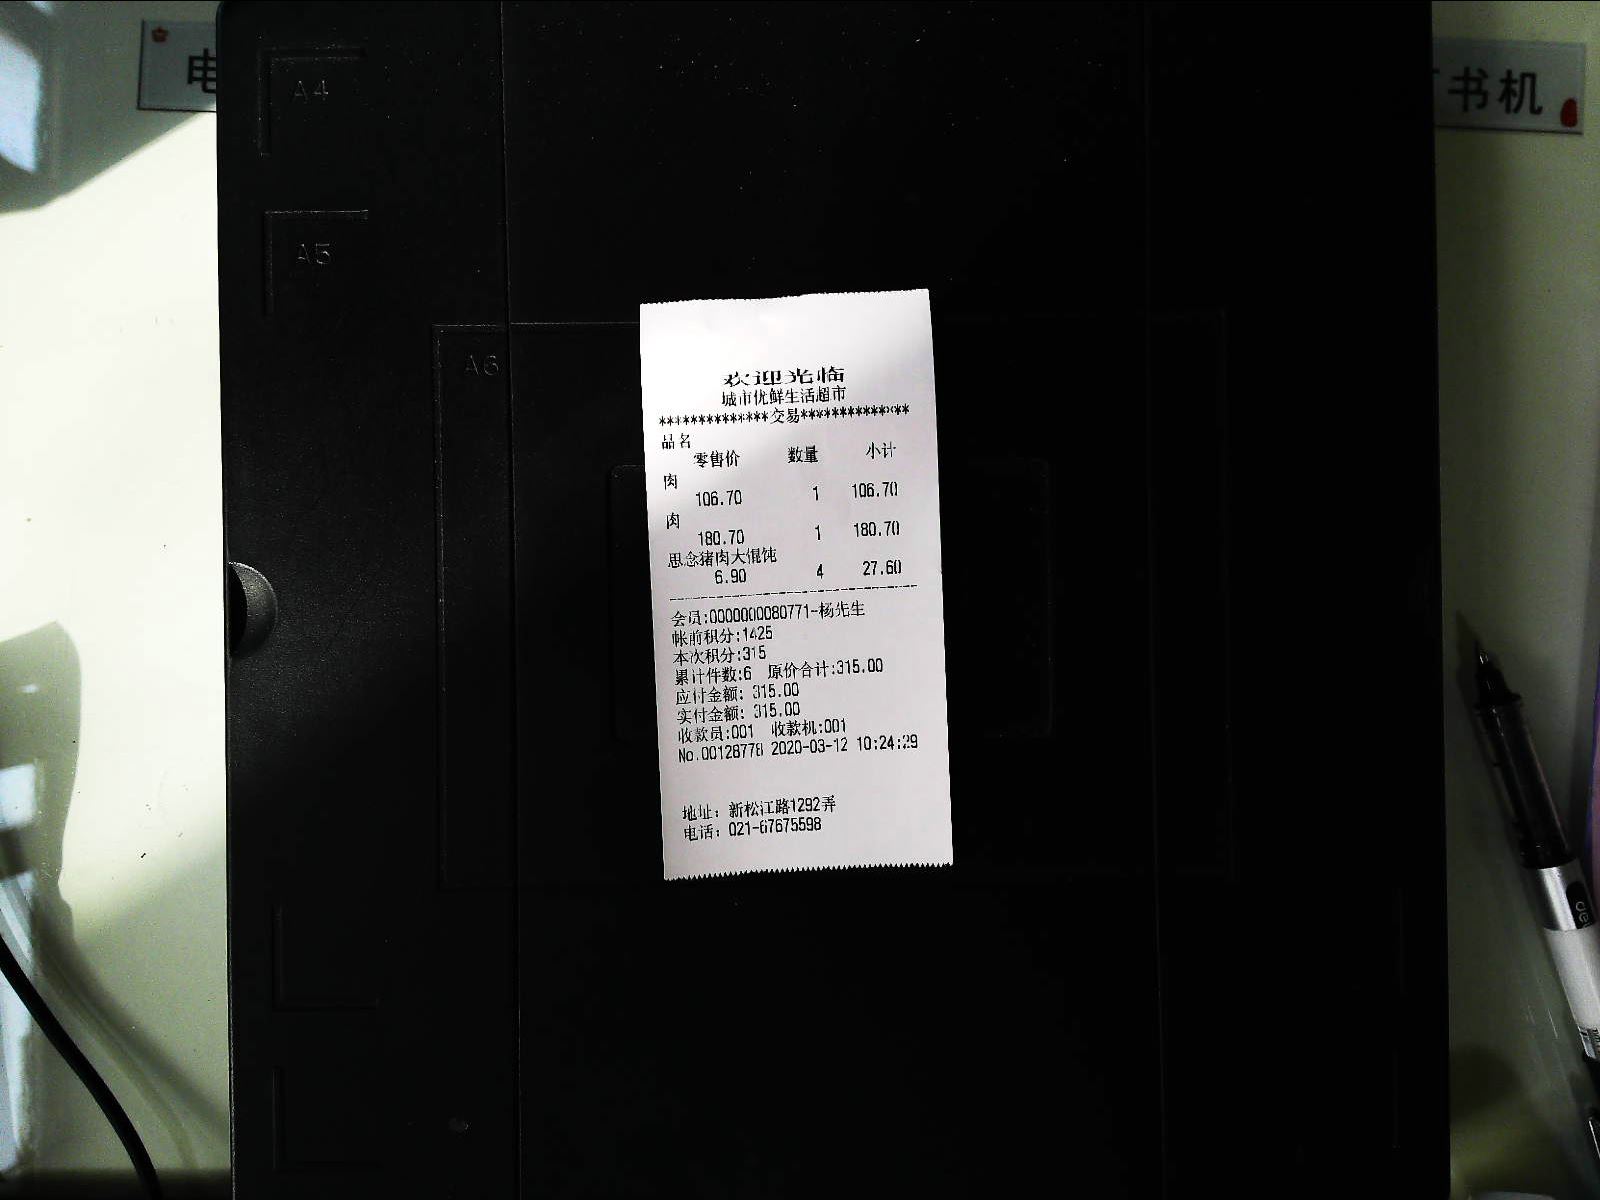 电
书机
A4
A5
A6
欢迎光临
城市优鲜生活超市
**************交易**************
品名
零售价 数量 小计
肉
106.70 1 106.70
肉
180.70 1 180.70
思念猪肉大馄饨
6.90 4 27.60
会员:0000000080771-杨先生
帐前积分:1425
本次积分:315
累计件数:6 原价合计:315.00
应付金额: 315.00
实付金额: 315.00
收款员:001 收款机:001
No.00128778 2020-03-12 10:24:29
地址: 新松江路1292弄
电话: 021-67675598